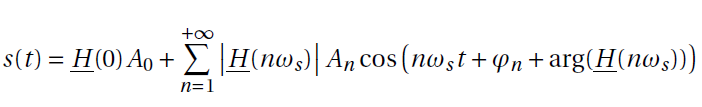 s(t) = H(0) A₀ + ∑_{n=1}^{+∞} |H(nωₛ)| Aₙ cos(nωₛt + φₙ + arg(H(nωₛ)))